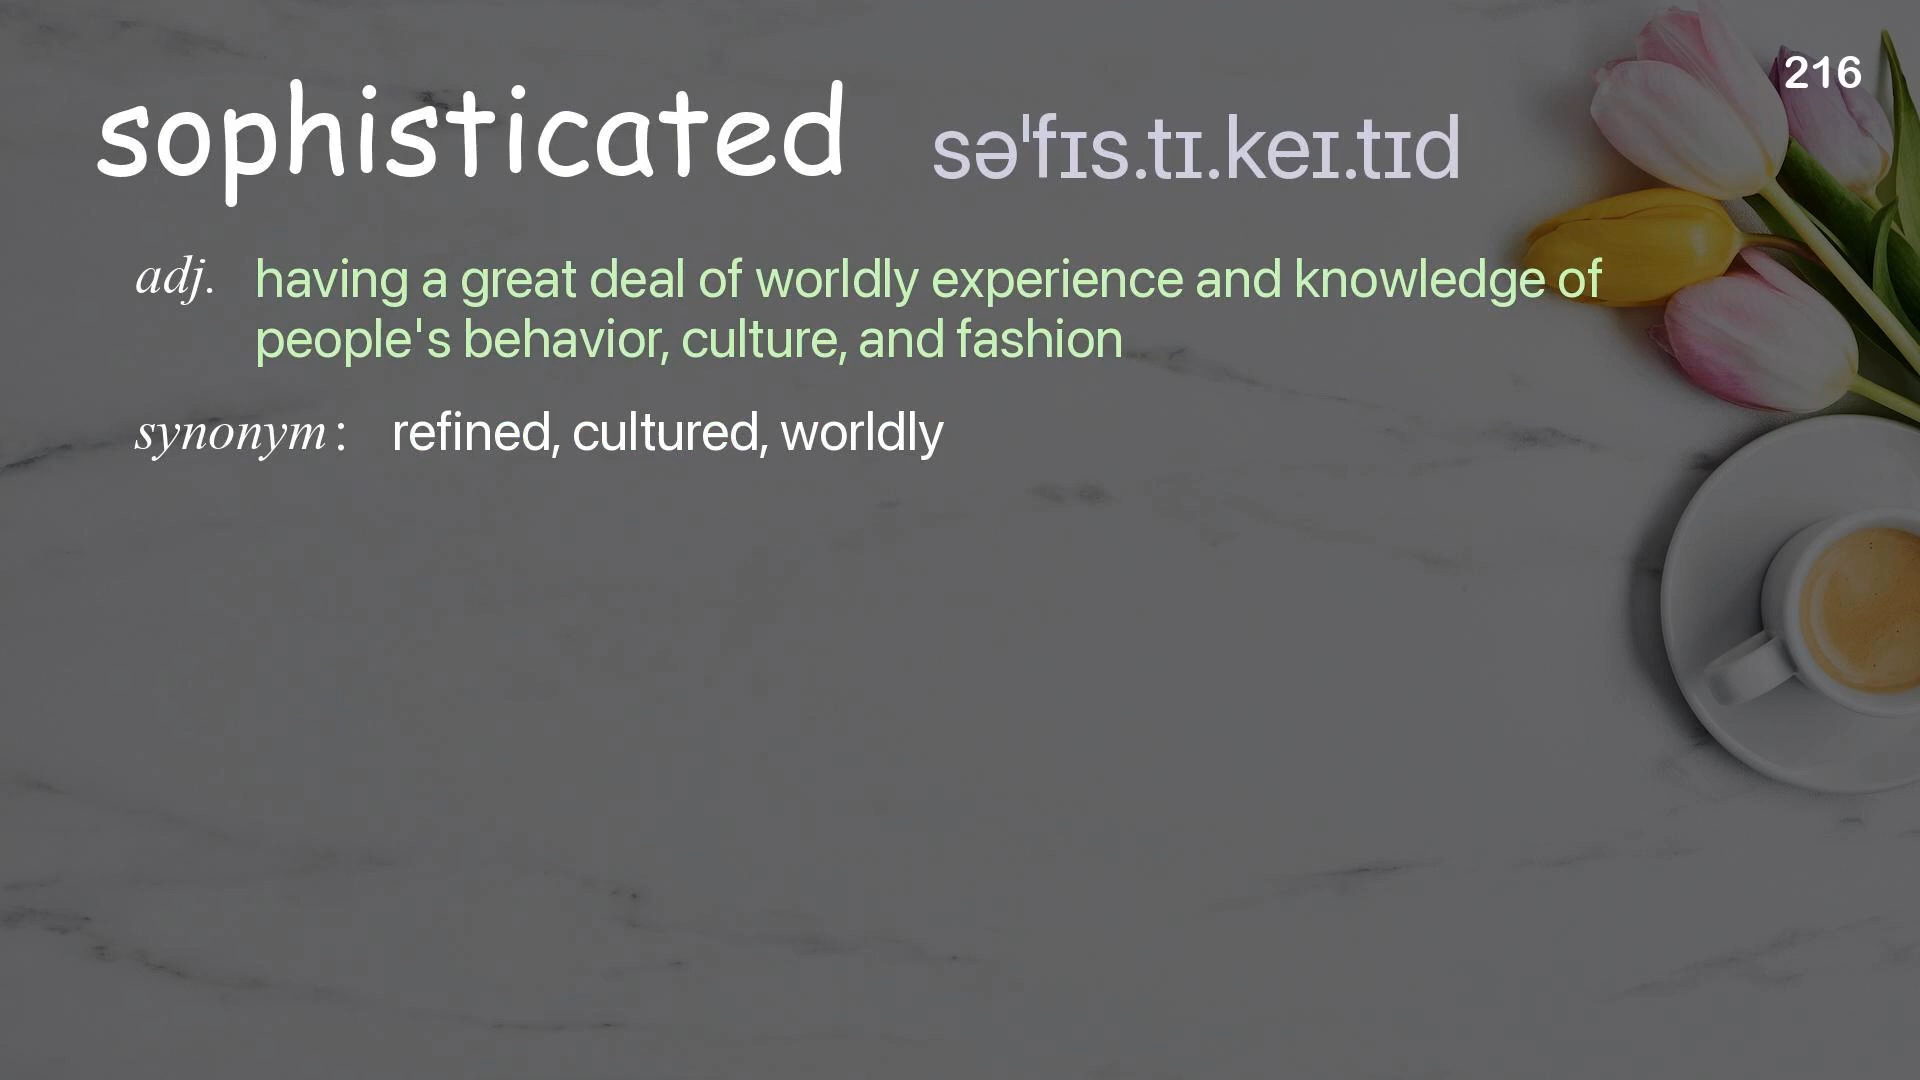 216
sophisticated səˈfɪs.tɪ.keɪ.tɪd
adj. having a great deal of worldly experience and knowledge of
people's behavior, culture, and fashion
synonym: refined, cultured, worldly